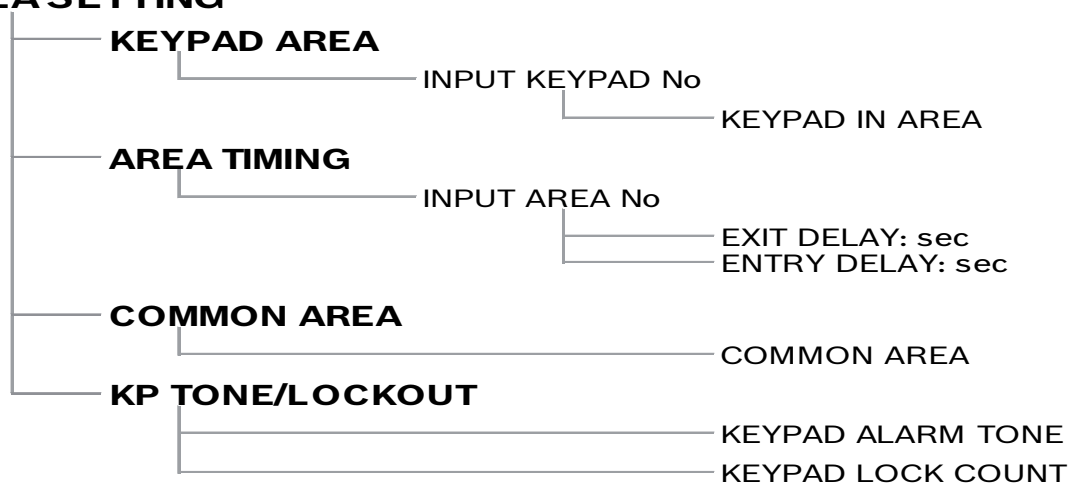 KEYPAD AREA
INPUT KEYPAD No
KEYPAD IN AREA
AREA TIMING
INPUT AREA No
EXIT DELAY: sec
ENTRY DELAY: sec
COMMON AREA
COMMON AREA
KP TONE/LOCKOUT
KEYPAD ALARM TONE
KEYPAD LOCK COUNT